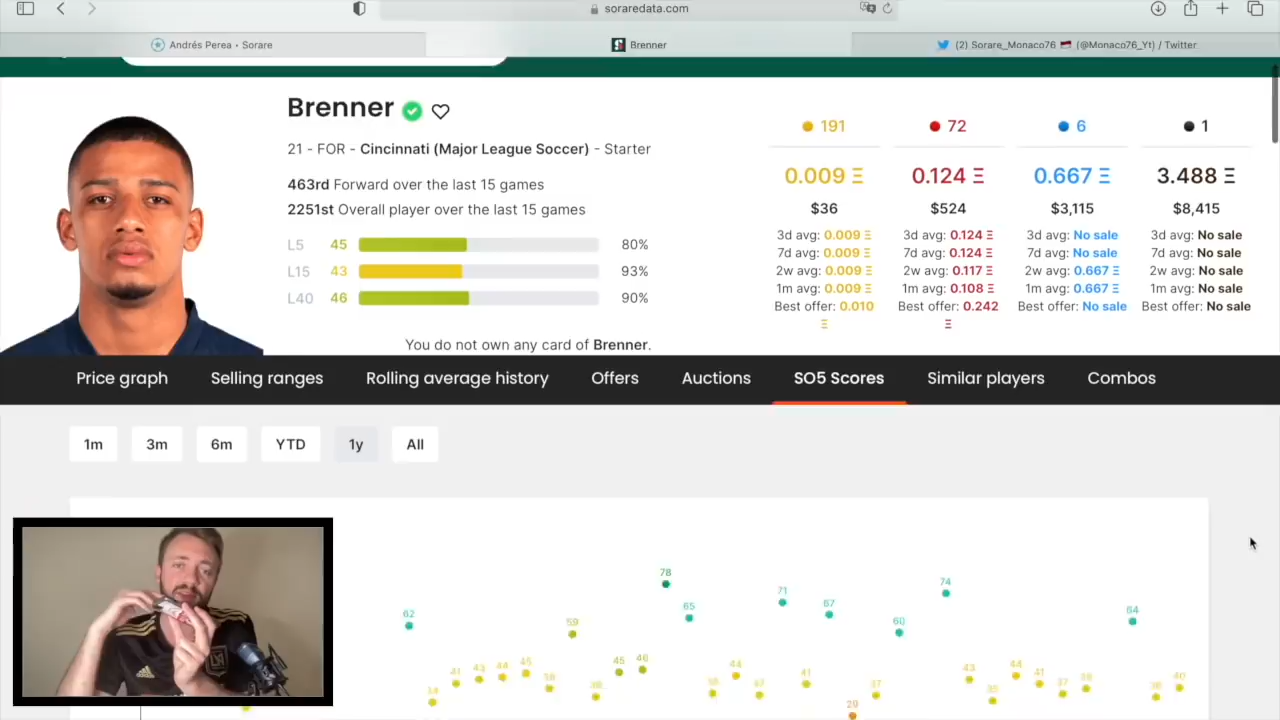 soraredata.com
Andrés Perea • Sorare
Brenner
(2) Sorare_Monaco76 🇲🇨 (@Monaco76_Yt) / Twitter
Brenner
21 - FOR - Cincinnati (Major League Soccer) - Starter
463rd Forward over the last 15 games
2251st Overall player over the last 15 games
L5 45 80%
L15 43 93%
L40 46 90%
You do not own any card of Brenner.
191 72 6 1
0.009 Ξ 0.124 Ξ 0.667 Ξ 3.488 Ξ
$36 $524 $3,115 $8,415
3d avg: 0.009 Ξ 3d avg: 0.124 Ξ 3d avg: No sale 3d avg: No sale
7d avg: 0.009 Ξ 7d avg: 0.124 Ξ 7d avg: No sale 7d avg: No sale
2w avg: 0.009 Ξ 2w avg: 0.117 Ξ 2w avg: 0.667 Ξ 2w avg: No sale
1m avg: 0.009 Ξ 1m avg: 0.108 Ξ 1m avg: 0.667 Ξ 1m avg: No sale
Best offer: 0.010 Best offer: 0.242 Best offer: No sale Best offer: No sale
Ξ Ξ
Price graph Selling ranges Rolling average history Offers Auctions SO5 Scores Similar players Combos
1m 3m 6m YTD 1y All
78
74
71
65 67
62 64
59 60
45 45 46 44 41 43 44 41 40
37 35 37
29